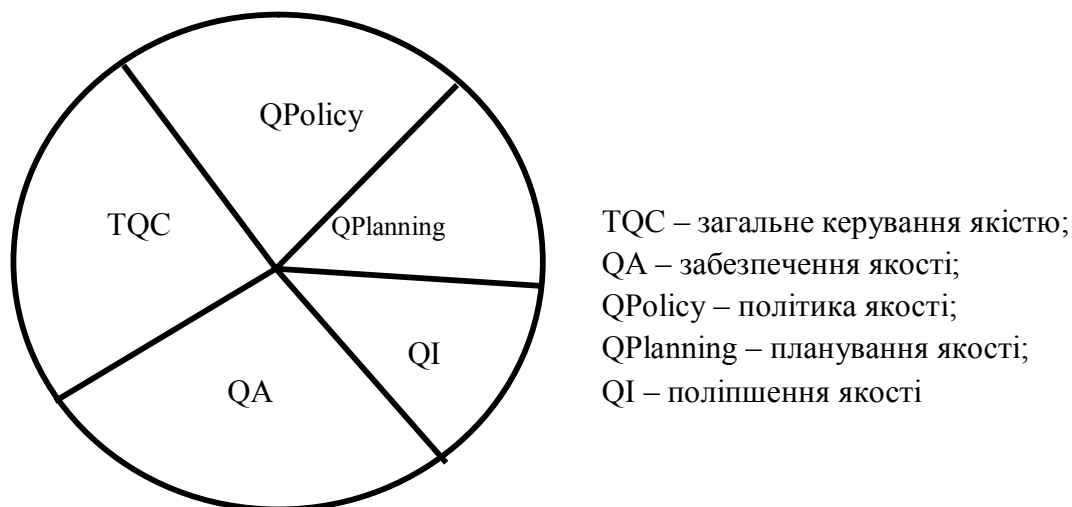 QPolicy
TQC
QPlanning
QI
QA
TQC – загальне керування якістю;
QA – забезпечення якості;
QPolicy – політика якості;
QPlanning – планування якості;
QI – поліпшення якості